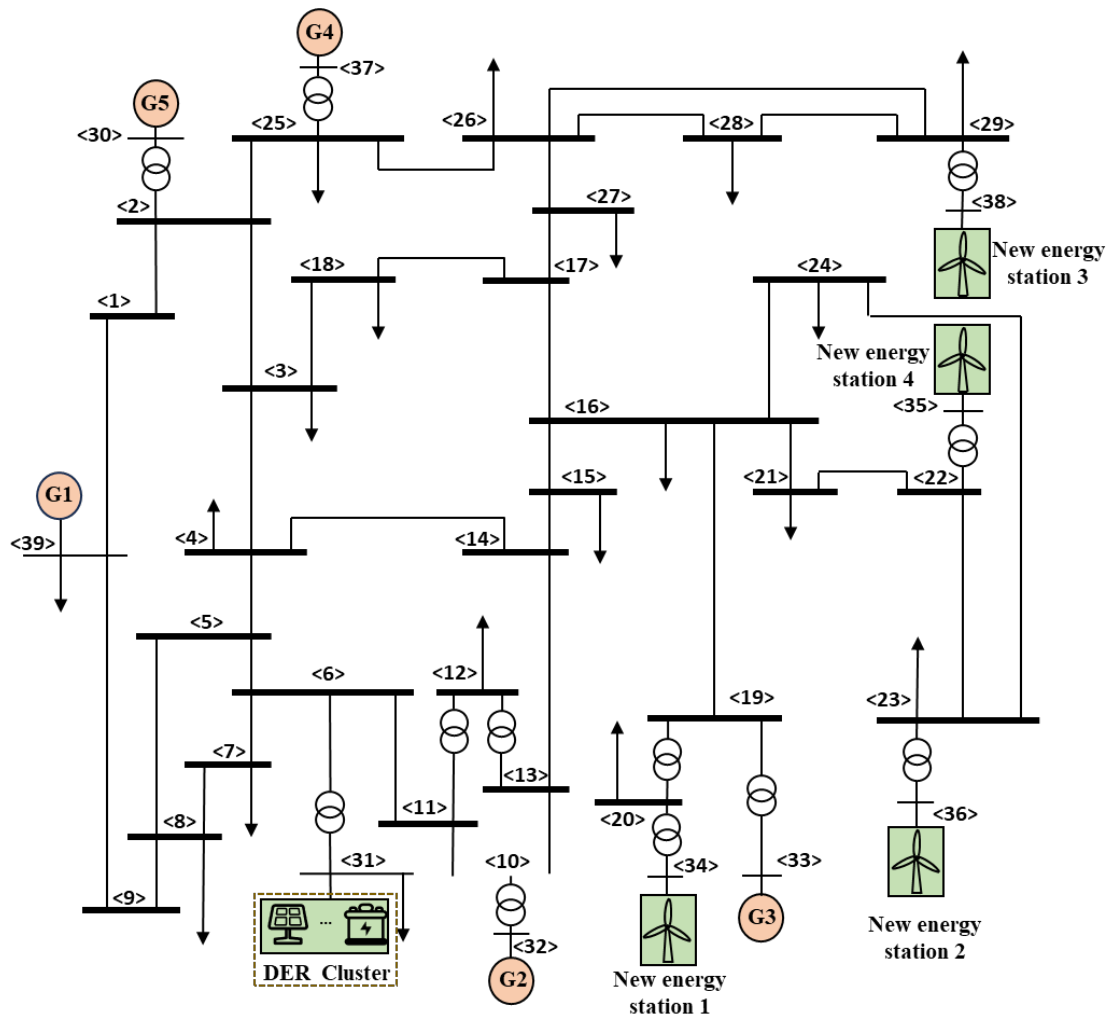 G4
<37>
G5
<30>
<25>
<26>
<28>
<29>
<2>
<27>
<38>
New energy
station 3
<18>
<17>
<24>
<1>
New energy
station 4
<3>
<16>
<35>
G1
<15>
<21>
<22>
<39>
<4>
<14>
<5>
<6>
<12>
<19>
<23>
<7>
<13>
<8>
<11>
<20>
<36>
<31>
<10>
<34>
<33>
<9>
...
G3
New energy
station 2
<32>
DER Cluster
G2
New energy
station 1